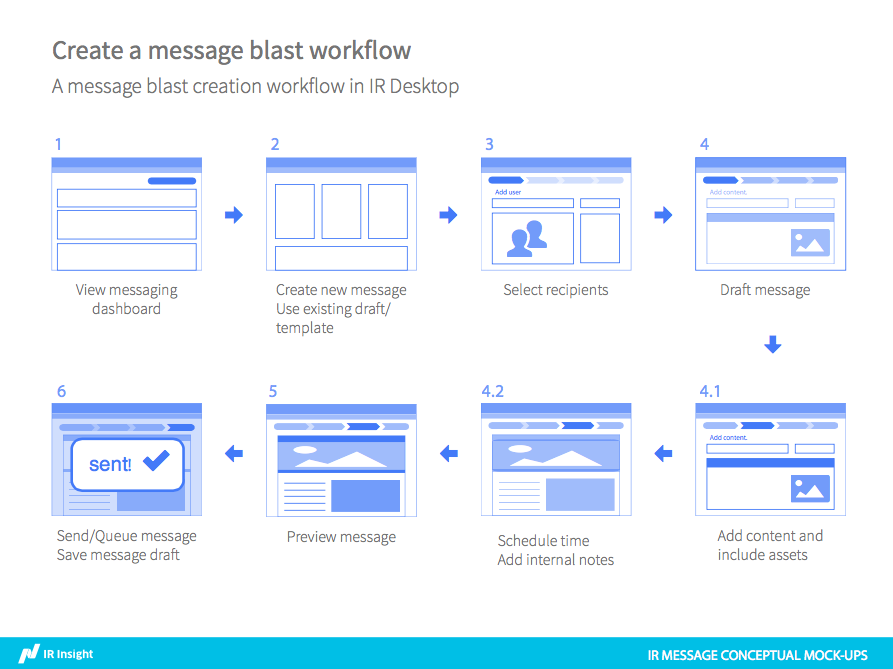 Create a message blast workflow
A message blast creation workflow in IR Desktop
1
2
3
4
Add user
Add content.
View messaging
dashboard
Create new message
Use existing draft/
template
Select recipients
Draft message
6
5
4.2
4.1
sent!
Add content.
Send/Queue message
Save message draft
Preview message
Schedule time
Add internal notes
Add content and
include assets
IR Insight
IR MESSAGE CONCEPTUAL MOCK-UPS